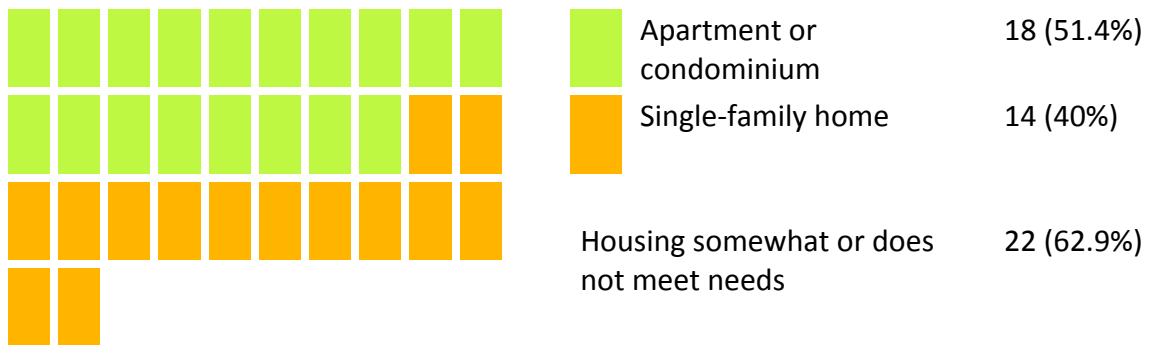 Apartment or 18 (51.4%)
condominium
Single-family home 14 (40%)
Housing somewhat or does 22 (62.9%)
not meet needs